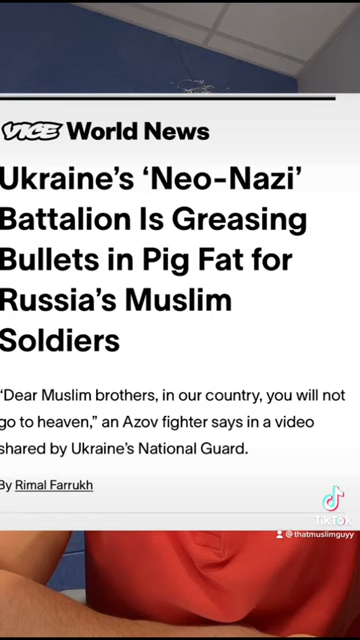 VICE World News
Ukraine's 'Neo-Nazi'
Battalion Is Greasing
Bullets in Pig Fat for
Russia's Muslim
Soldiers
"Dear Muslim brothers, in our country, you will not
go to heaven," an Azov fighter says in a video
shared by Ukraine's National Guard.
By Rimal Farrukh
TikTok
@thatmuslimguyy